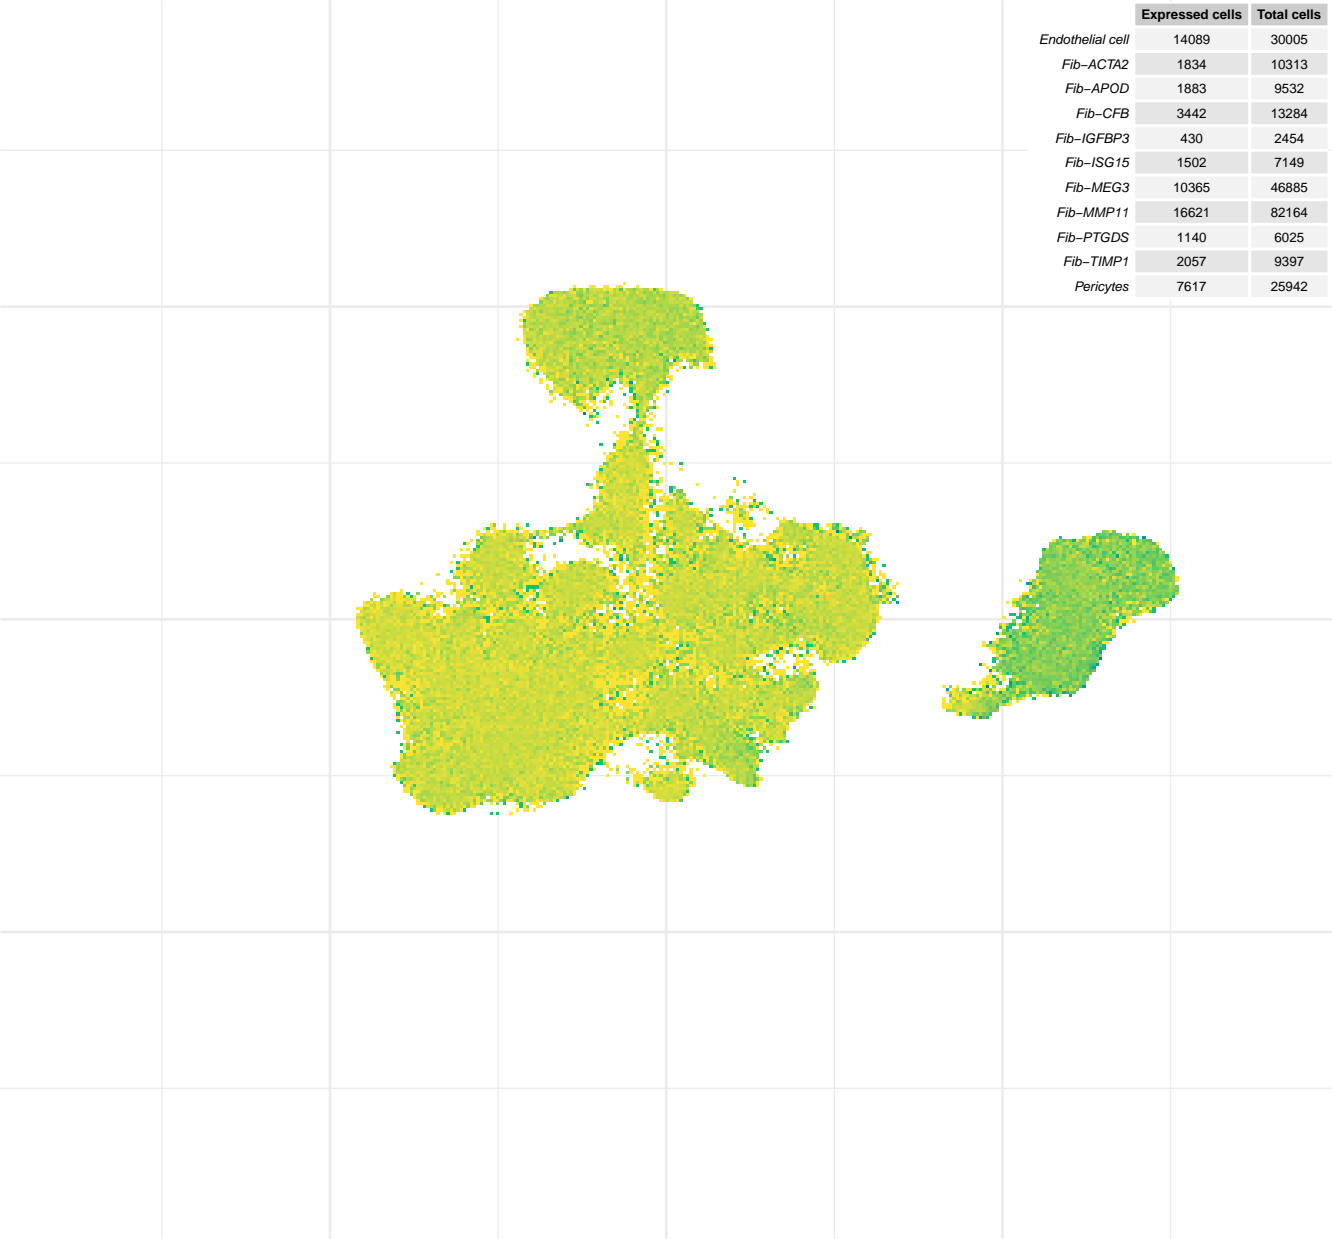 Expressed cells Total cells
Endothelial cell 14089 30005
Fib−ACTA2 1834 10313
Fib−APOD 1883 9532
Fib−CFB 3442 13284
Fib−IGFBP3 430 2454
Fib−ISG15 1502 7149
Fib−MEG3 10365 46885
Fib−MMP11 16621 82164
Fib−PTGDS 1140 6025
Fib−TIMP1 2057 9397
Pericytes 7617 25942